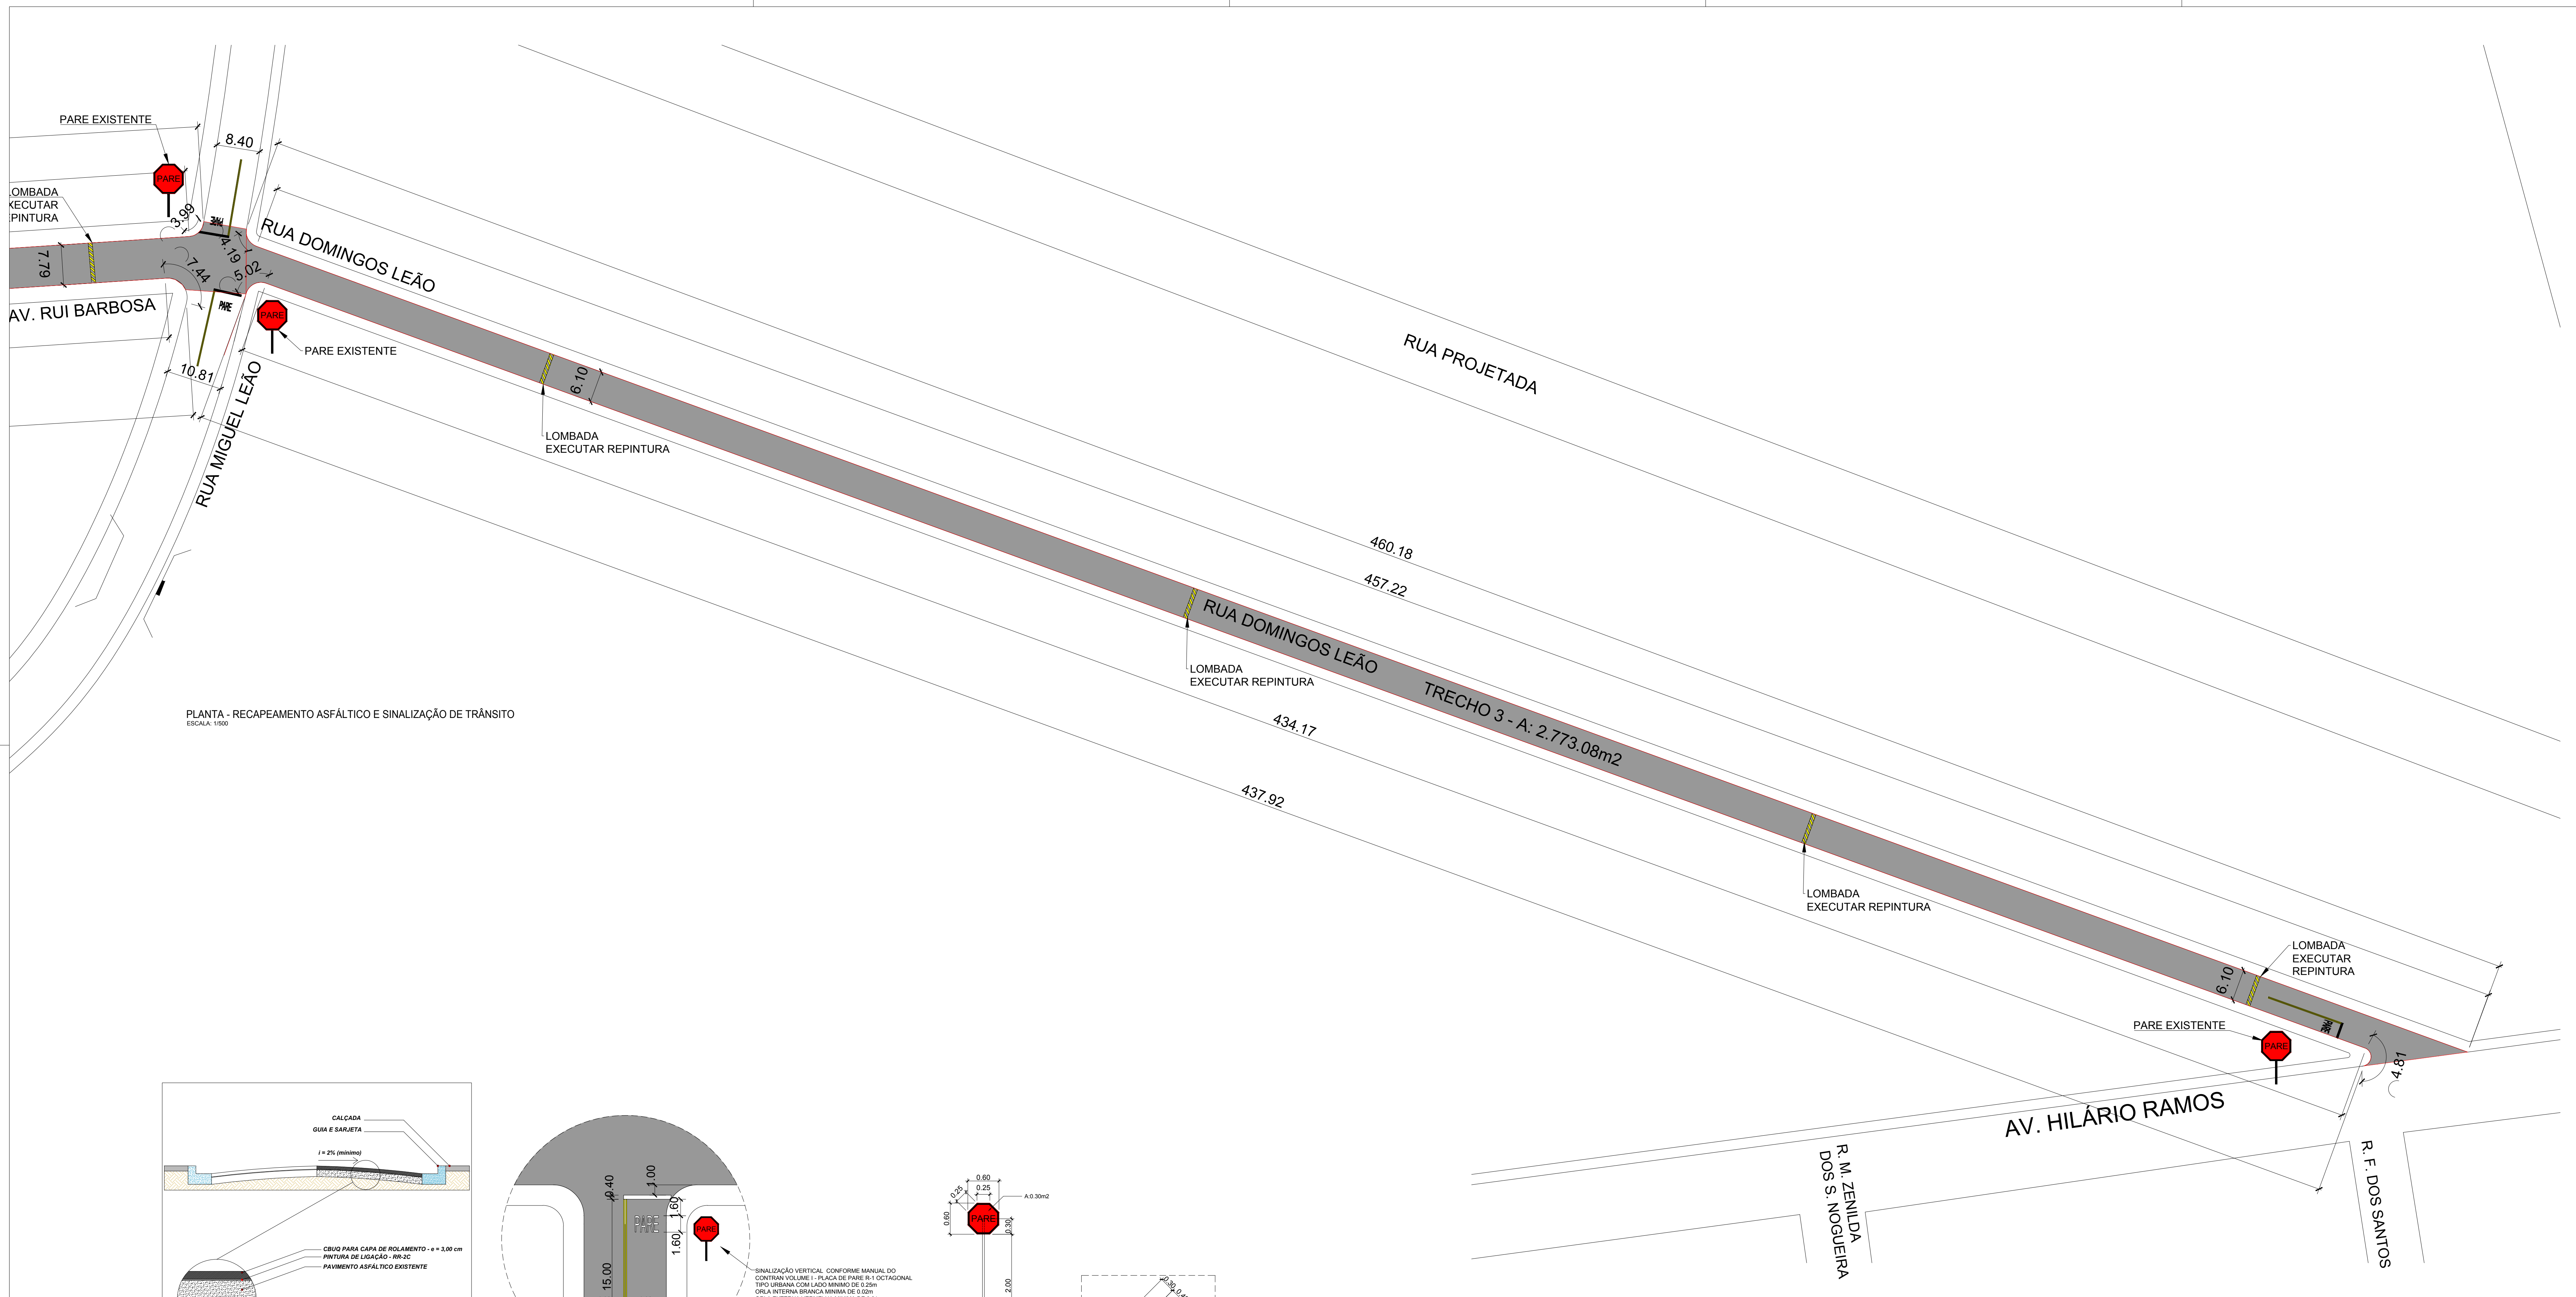 PARE EXISTENTE
PARE
8.40
LOMBADA
EXECUTAR
REPINTURA
3.99
PARE
4.19
7.79
7.44
5.02
PARE
RUA DOMINGOS LEÃO
AV. RUI BARBOSA
PARE
PARE EXISTENTE
10.81
RUA MIGUEL LEÃO
6.10
LOMBADA
EXECUTAR REPINTURA
RUA PROJETADA
460.18
457.22
RUA DOMINGOS LEÃO
TRECHO 3 - A: 2.773.08m2
LOMBADA
EXECUTAR REPINTURA
434.17
437.92
PLANTA - RECAPEAMENTO ASFÁLTICO E SINALIZAÇÃO DE TRÂNSITO
ESCALA: 1/500
LOMBADA
EXECUTAR REPINTURA
LOMBADA
EXECUTAR
REPINTURA
6.10
PARE
PARE EXISTENTE
PARE
4.81
AV. HILÁRIO RAMOS
R. M. ZENILDA
DOS S. NOGUEIRA
R. F. DOS SANTOS
CALÇADA
GUIA E SARJETA
i = 2% (mínimo)
CBUQ PARA CAPA DE ROLAMENTO - e = 3,00 cm
PINTURA DE LIGAÇÃO - RR-2C
PAVIMENTO ASFÁLTICO EXISTENTE
0.40
1.00
1.60
PARE
1.60
15.00
PARE
SINALIZAÇÃO VERTICAL CONFORME MANUAL DO
CONTRAN VOLUME I - PLACA DE PARE R-1 OCTAGONAL
TIPO URBANA COM LADO MINIMO DE 0.25m
ORLA INTERNA BRANCA MINIMA DE 0.02m
0.60
0.25
0.25
A:0.30m2
0.60
PARE
0.30
2.00
0.30